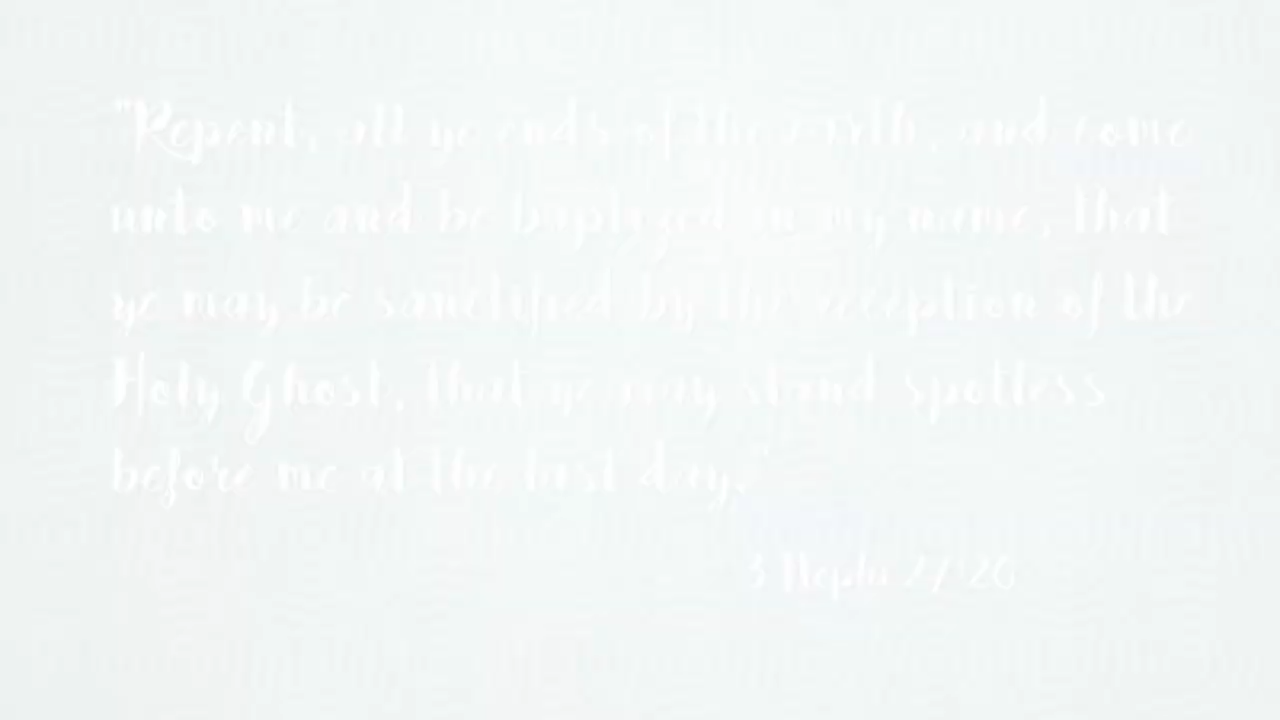 "Repent, all ye ends of the earth, and come
unto me and be baptized in my name, that
ye may be sanctified by the reception of the
Holy Ghost, that ye may stand spotless
before me at the last day."
3 Nephi 27:20